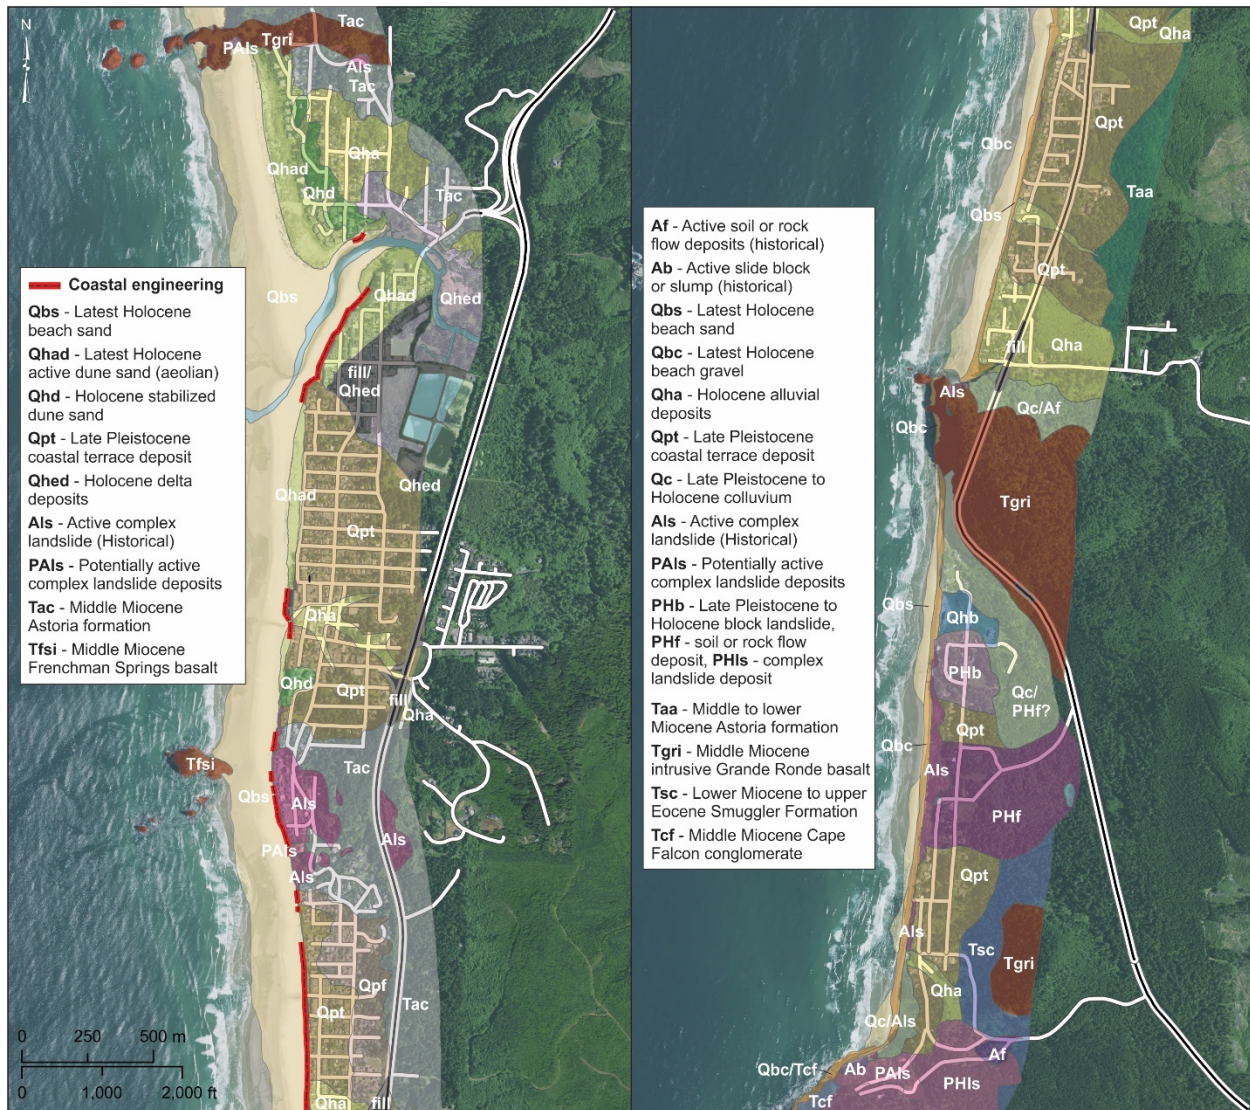 N
Tac
Tgri
PAls
Als
Tac
Qhad
Qha
Qhd
Tac
Qbs
Qhad
Qhed
fill/
Qhed
Qhad
Qhed
Qpt
Qha
Qhd
Qpt
fill
Qha
Tac
Tfsi
Qbs
Als
Als
PAls
Als
Qpf
Tac
Qpt
Qha
fill
0 250 500 m
0 1,000 2,000 ft
Coastal engineering
Qbs - Latest Holocene
beach sand
Qhad - Latest Holocene
active dune sand (aeolian)
Qhd - Holocene stabilized
dune sand
Qpt - Late Pleistocene
coastal terrace deposit
Qhed - Holocene delta
deposits
Als - Active complex
landslide (Historical)
PAls - Potentially active
complex landslide deposits
Tac - Middle Miocene
Astoria formation
Tfsi - Middle Miocene
Frenchman Springs basalt
Qpt
Qha
Qbc
Qpt
Taa
Qbs
Qpt
fill
Qha
Als
Qc/Af
Qbc
Tgri
Qbs
Qhb
PHb
Qc/
PHf?
Qpt
Qbc
Als
PHf
Qpt
Als
Tsc
Tgri
Qha
Qc/Als
Af
Qbc/Tcf
Ab
PAls
PHls
Tcf
Af - Active soil or rock
flow deposits (historical)
Ab - Active slide block
or slump (historical)
Qbs - Latest Holocene
beach sand
Qbc - Latest Holocene
beach gravel
Qha - Holocene alluvial
deposits
Qpt - Late Pleistocene
coastal terrace deposit
Qc - Late Pleistocene to
Holocene colluvium
Als - Active complex
landslide (Historical)
PAls - Potentially active
complex landslide deposits
PHb - Late Pleistocene to
Holocene block landslide,
PHf - soil or rock flow
deposit, PHls - complex
landslide deposit
Taa - Middle to lower
Miocene Astoria formation
Tgri - Middle Miocene
intrusive Grande Ronde basalt
Tsc - Lower Miocene to upper
Eocene Smuggler Formation
Tcf - Middle Miocene Cape
Falcon conglomerate